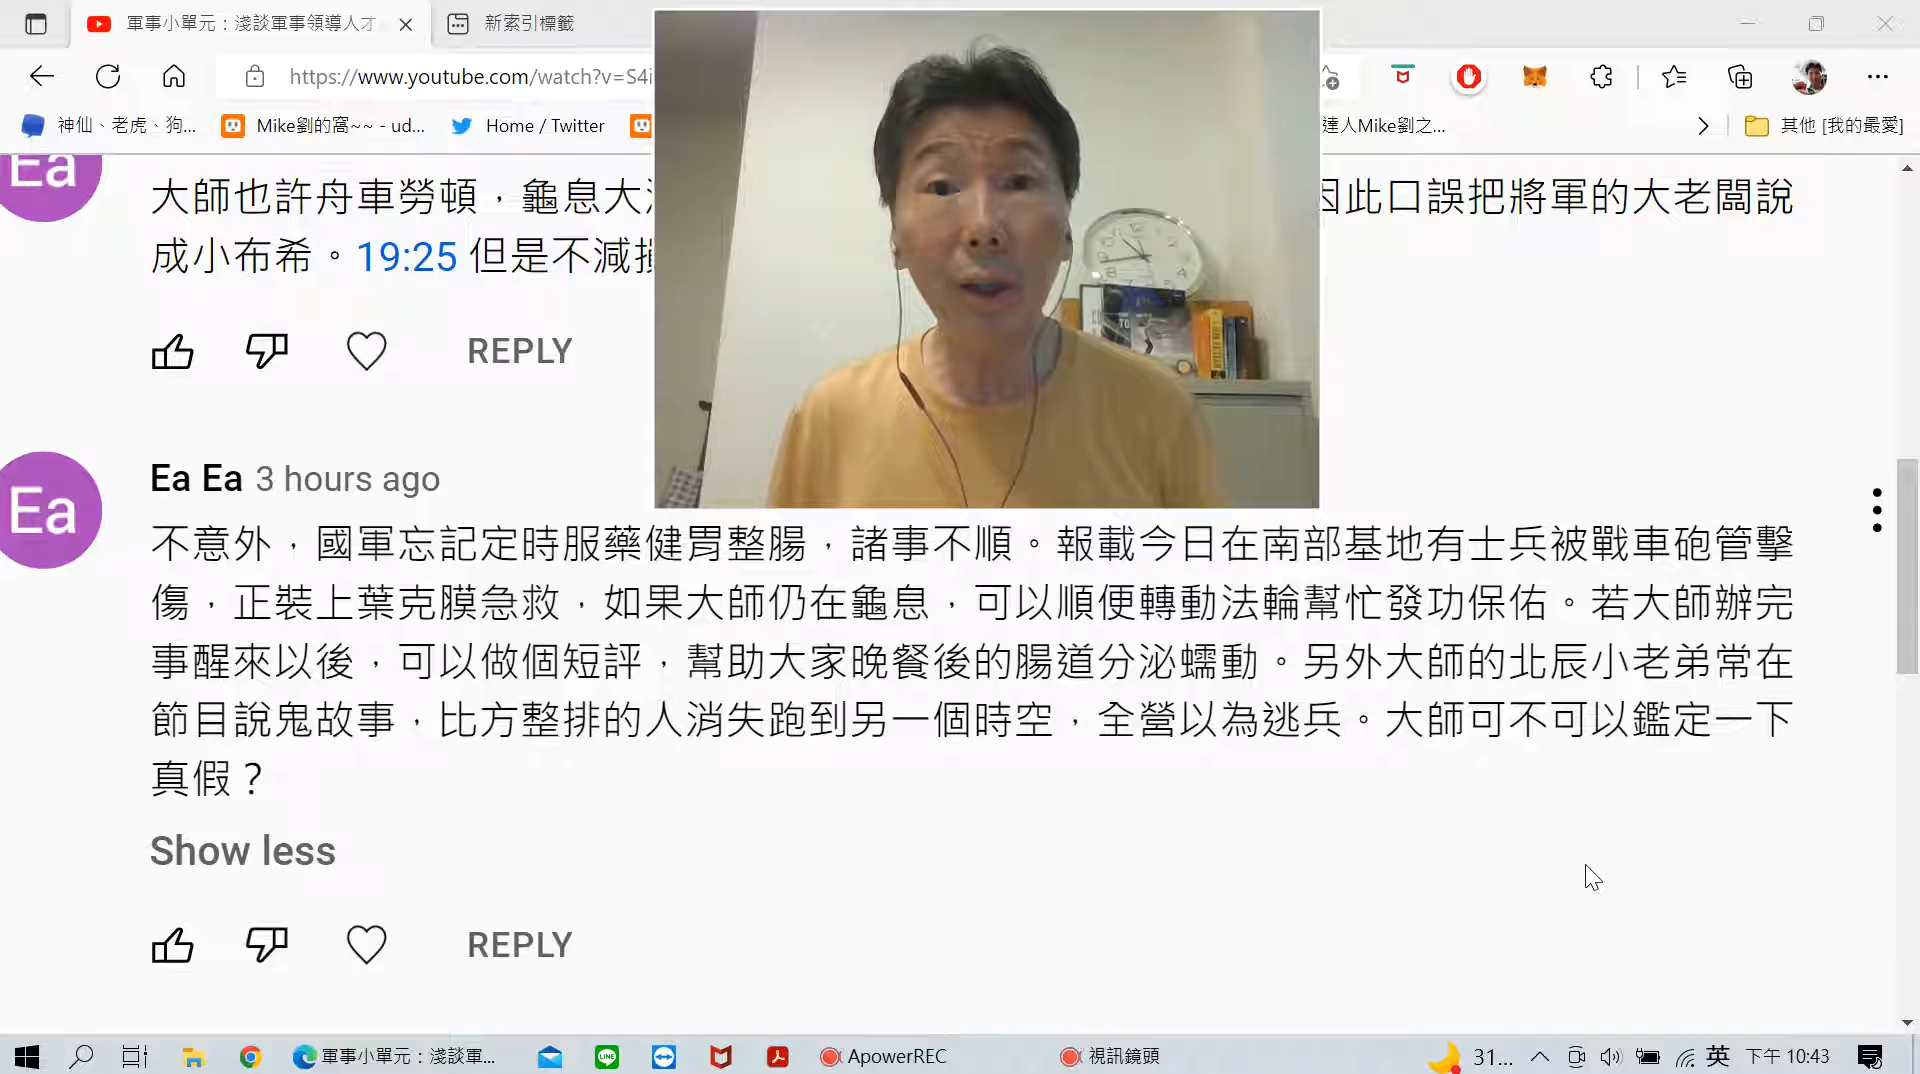 軍事小單元：淺談軍事領導人才
新索引標籤
https://www.youtube.com/watch?v=S4i
神仙、老虎、狗...
Mike劉的窩~~ - ud...
Home / Twitter
達人Mike劉之...
其他 [我的最愛]
Ea
大師也許舟車勞頓，龜息大
因此口誤把將軍的大老闆說
成小布希。19:25 但是不減損
REPLY
Ea
Ea Ea 3 hours ago
不意外，國軍忘記定時服藥健胃整腸，諸事不順。報載今日在南部基地有士兵被戰車砲管擊
傷，正裝上葉克膜急救，如果大師仍在龜息，可以順便轉動法輪幫忙發功保佑。若大師辦完
事醒來以後，可以做個短評，幫助大家晚餐後的腸道分泌蠕動。另外大師的北辰小老弟常在
節目說鬼故事，比方整排的人消失跑到另一個時空，全營以為逃兵。大師可不可以鑑定一下
真假？
Show less
REPLY
軍事小單元：淺談軍...
LINE
ApowerREC
視訊鏡頭
31...
英
下午 10:43